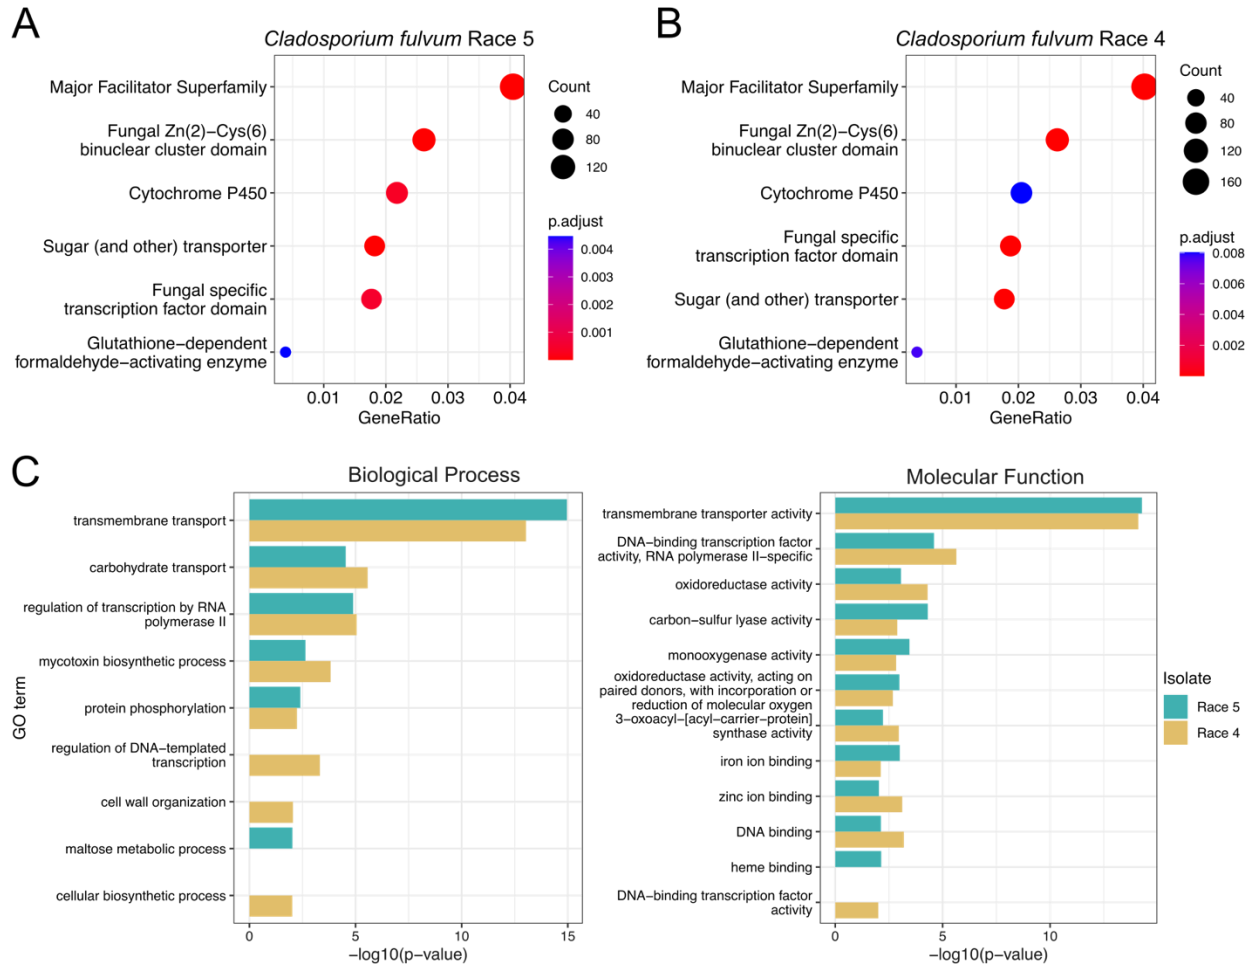 A
Cladosporium fulvum Race 5
Major Facilitator Superfamily
Fungal Zn(2)−Cys(6)
binuclear cluster domain
Cytochrome P450
Sugar (and other) transporter
Fungal specific
transcription factor domain
Glutathione−dependent
formaldehyde−activating enzyme
0.01 0.02 0.03 0.04
GeneRatio
Count
40
80
120
p.adjust
0.004
0.003
0.002
0.001
B
Cladosporium fulvum Race 4
Major Facilitator Superfamily
Fungal Zn(2)−Cys(6)
binuclear cluster domain
Cytochrome P450
Fungal specific
transcription factor domain
Sugar (and other) transporter
Glutathione−dependent
formaldehyde−activating enzyme
0.01 0.02 0.03 0.04
GeneRatio
Count
40
80
120
160
p.adjust
0.008
0.006
0.004
0.002
C
Biological Process
GO term
transmembrane transport
carbohydrate transport
regulation of transcription by RNA
polymerase II
mycotoxin biosynthetic process
protein phosphorylation
regulation of DNA−templated
transcription
cell wall organization
maltose metabolic process
cellular biosynthetic process
0 5 10 15
−log10(p−value)
Molecular Function
transmembrane transporter activity
DNA−binding transcription factor
activity, RNA polymerase II−specific
oxidoreductase activity
carbon−sulfur lyase activity
monooxygenase activity
oxidoreductase activity, acting on
paired donors, with incorporation or
reduction of molecular oxygen
3−oxoacyl−[acyl−carrier−protein]
synthase activity
iron ion binding
zinc ion binding
DNA binding
heme binding
DNA−binding transcription factor
activity
0 5 10
−log10(p−value)
Isolate
Race 5
Race 4